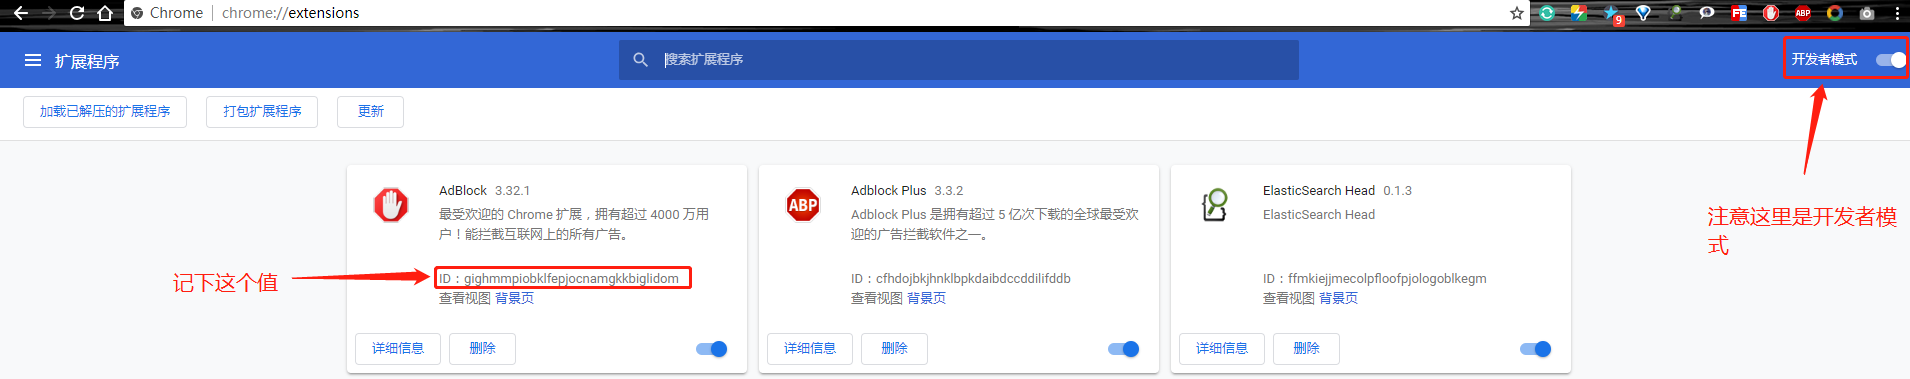 Chrome | chrome://extensions
9
FE
ABP
扩展程序
搜索扩展程序
开发者模式
加载已解压的扩展程序
打包扩展程序
更新
AdBlock 3.32.1
最受欢迎的 Chrome 扩展，拥有超过 4000 万用
户！能拦截互联网上的所有广告。
ID：gighmmpiobklfepjocnamgkkbiglidom
查看视图 背景页
详细信息
删除
ABP
Adblock Plus 3.3.2
Adblock Plus 是拥有超过 5 亿次下载的全球最受欢
迎的广告拦截软件之一。
ID：cfhdojbkjhnklbpkdaibdccddilifddb
查看视图 背景页
详细信息
删除
ElasticSearch Head 0.1.3
ElasticSearch Head
ID：ffmkiejjmecolpfloofpjologoblkegm
查看视图 背景页
详细信息
删除
记下这个值
注意这里是开发者模
式